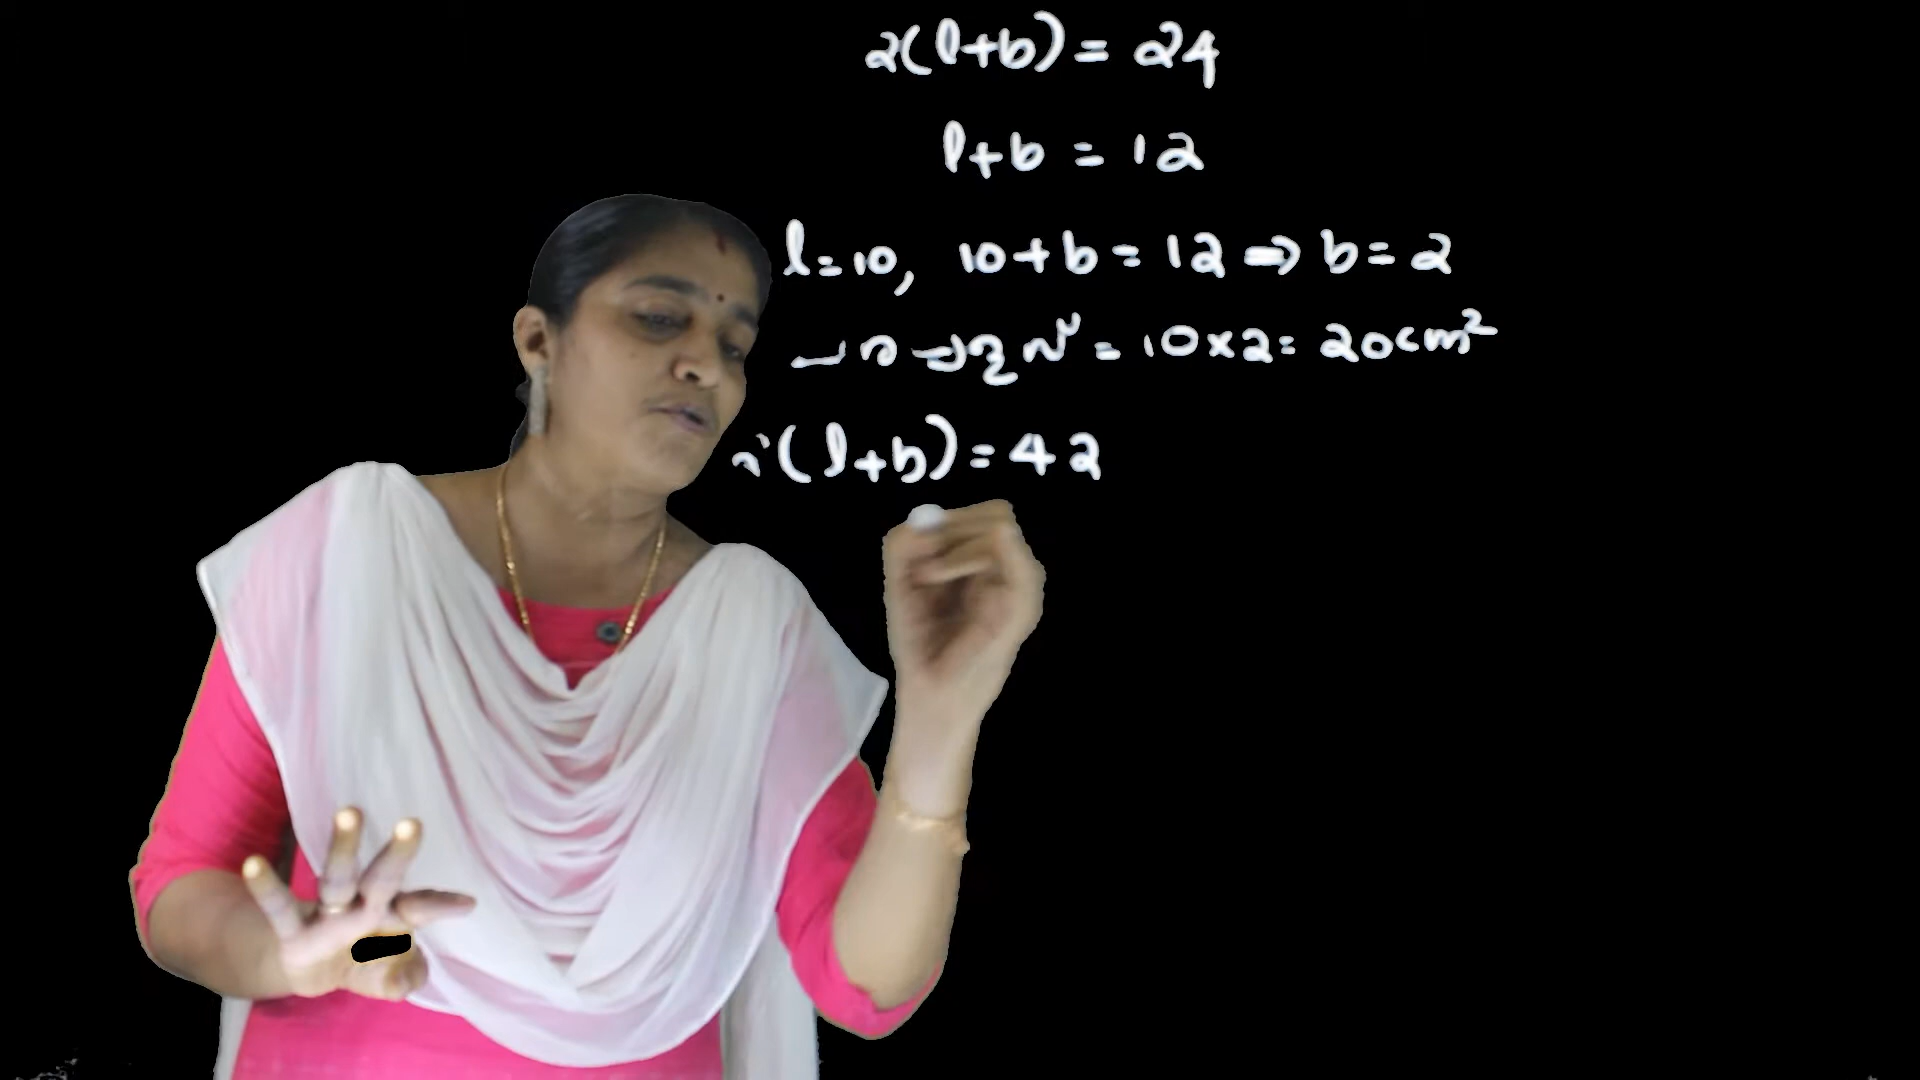 2(l+b) = 24
l+b = 12
l=10, 10+b = 12 ⇒ b = 2
= 10×2 = 20cm²
(l+b) = 42